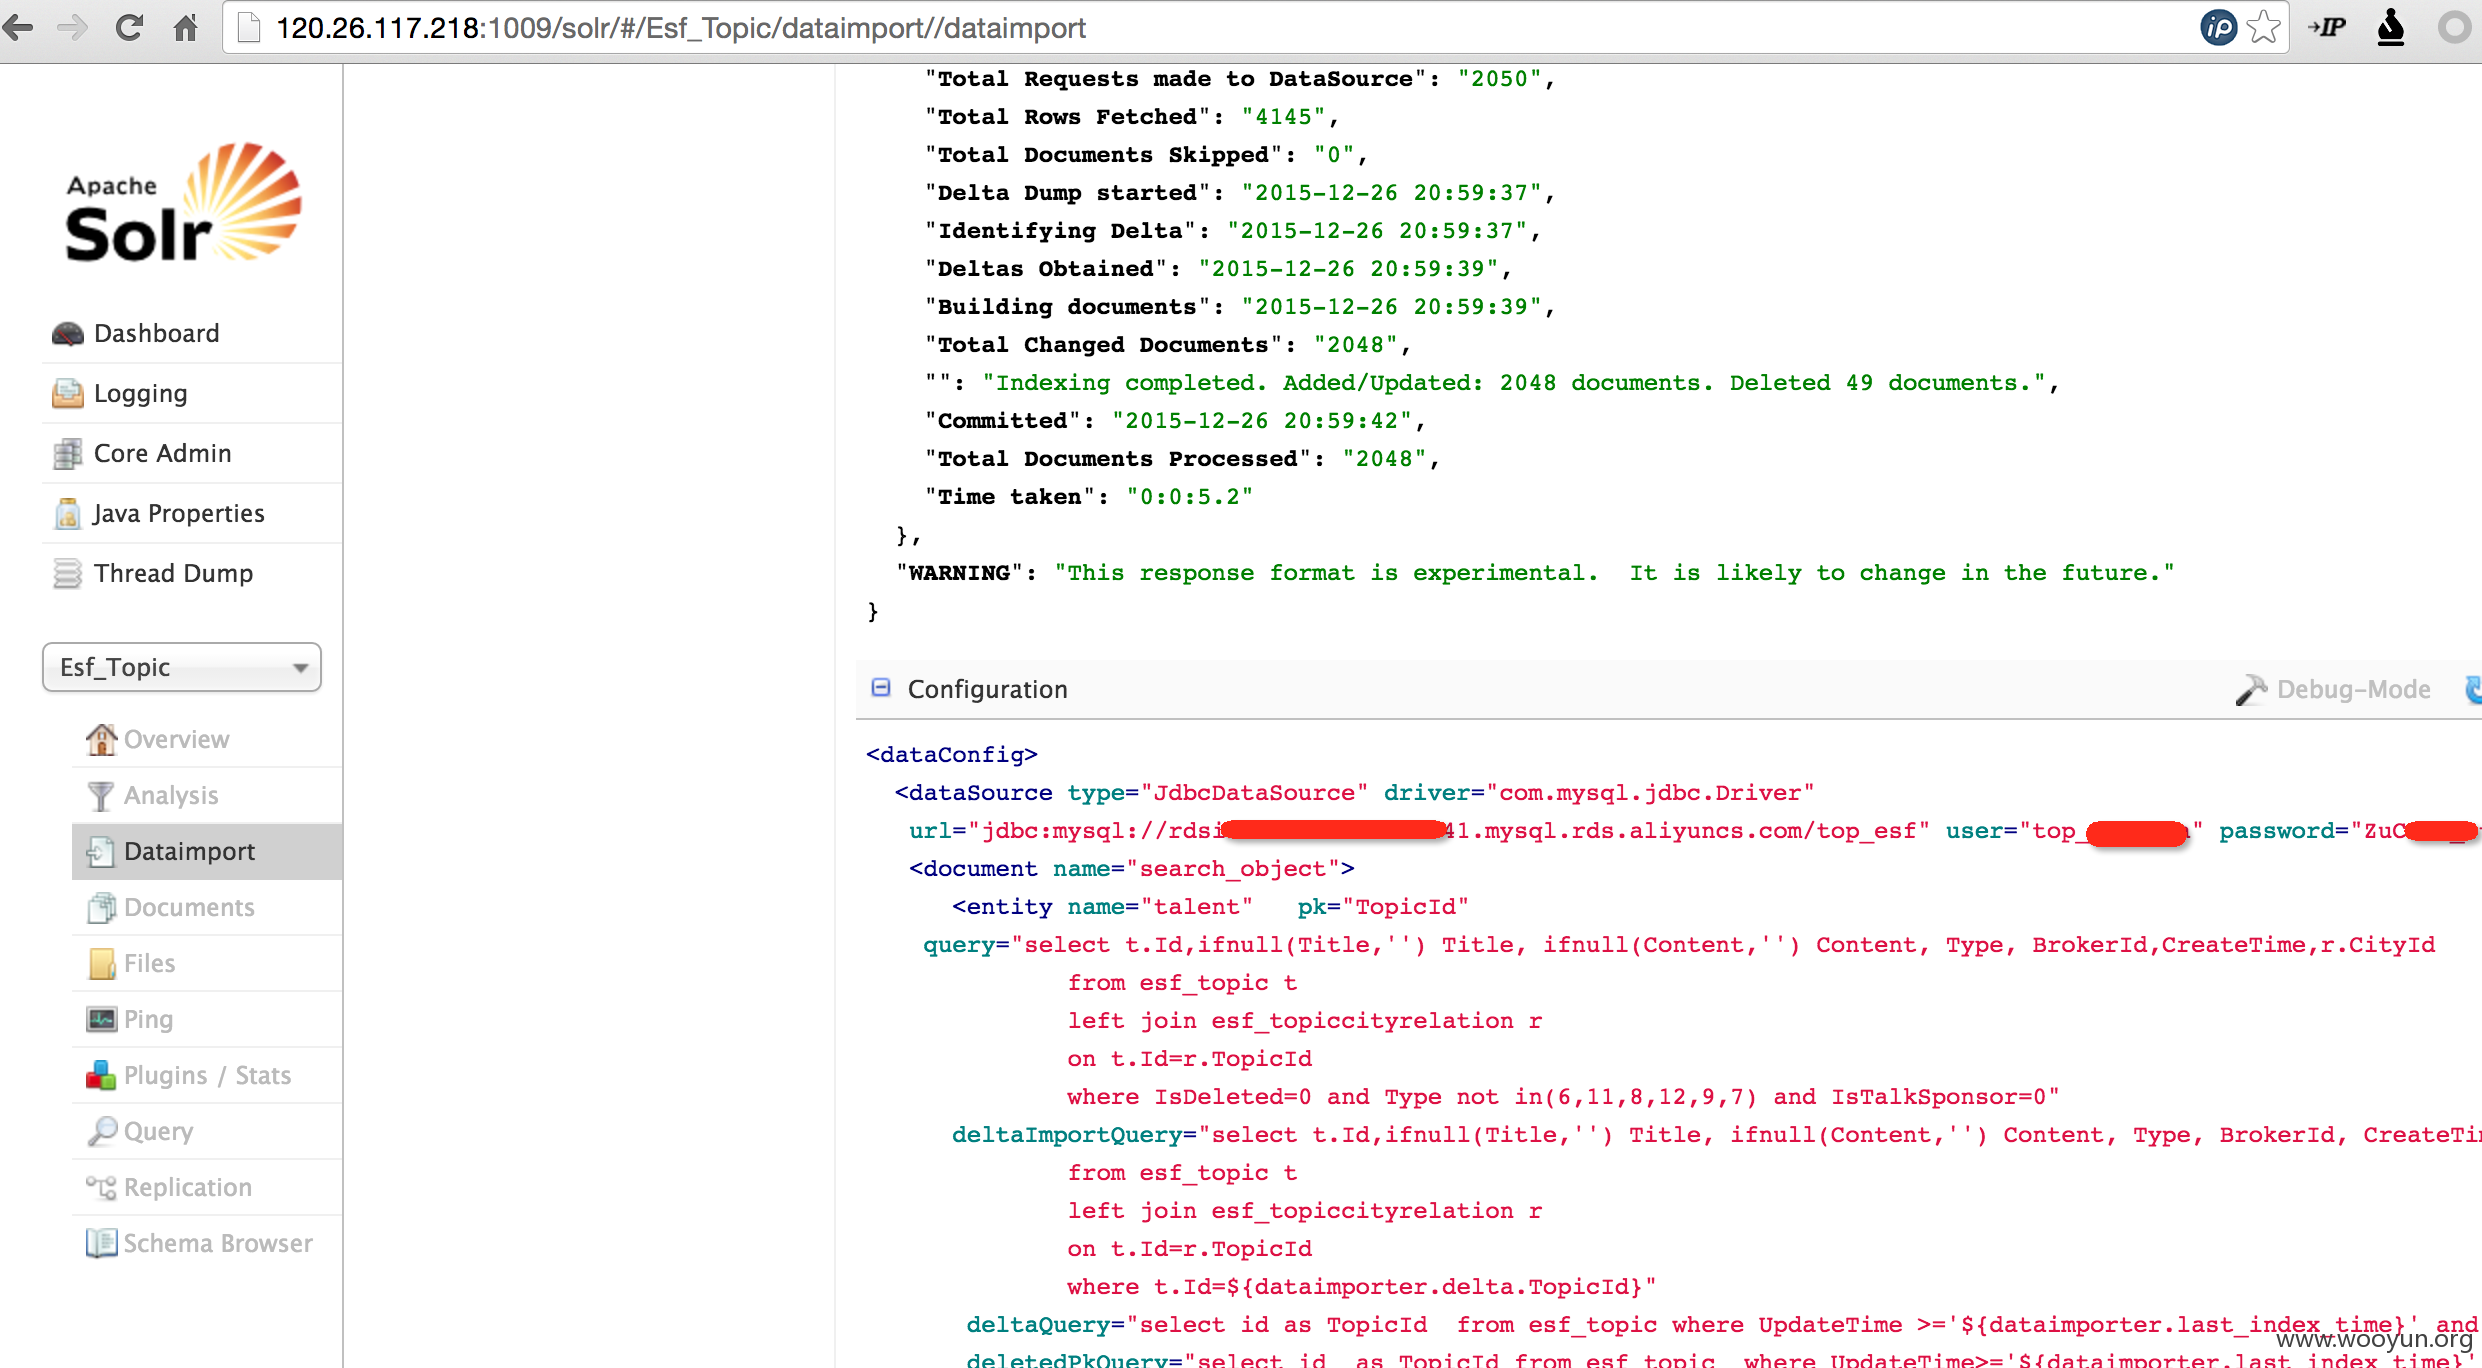 120.26.117.218:1009/solr/#/Esf_Topic/dataimport//dataimport
Apache
Solr
Dashboard
Logging
Core Admin
Java Properties
Thread Dump
Esf_Topic
Overview
Analysis
Dataimport
Documents
Files
Ping
Plugins / Stats
Query
Replication
Schema Browser
"Total Requests made to DataSource": "2050",
"Total Rows Fetched": "4145",
"Total Documents Skipped": "0",
"Delta Dump started": "2015-12-26 20:59:37",
"Identifying Delta": "2015-12-26 20:59:37",
"Deltas Obtained": "2015-12-26 20:59:39",
"Building documents": "2015-12-26 20:59:39",
"Total Changed Documents": "2048",
"": "Indexing completed. Added/Updated: 2048 documents. Deleted 49 documents.",
"Committed": "2015-12-26 20:59:42",
"Total Documents Processed": "2048",
"Time taken": "0:0:5.2"
},
"WARNING": "This response format is experimental.  It is likely to change in the future."
}
Configuration
Debug-Mode
<dataConfig>
<dataSource type="JdbcDataSource" driver="com.mysql.jdbc.Driver"
url="jdbc:mysql://rdsi 41.mysql.rds.aliyuncs.com/top_esf" user="top_ " password="ZuC
<document name="search_object">
<entity name="talent"   pk="TopicId"
query="select t.Id,ifnull(Title,'') Title, ifnull(Content,'') Content, Type, BrokerId,CreateTime,r.CityId
from esf_topic t
left join esf_topiccityrelation r
on t.Id=r.TopicId
where IsDeleted=0 and Type not in(6,11,8,12,9,7) and IsTalkSponsor=0"
deltaImportQuery="select t.Id,ifnull(Title,'') Title, ifnull(Content,'') Content, Type, BrokerId, CreateTi
from esf_topic t
left join esf_topiccityrelation r
on t.Id=r.TopicId
where t.Id=${dataimporter.delta.TopicId}"
deltaQuery="select id as TopicId  from esf_topic where UpdateTime >='${dataimporter.last_index_time}' and
deletedPkQuery="select id  as TopicId from esf_topic  where UpdateTime>='${dataimporter.last_index_time}'
www.wooyun.org